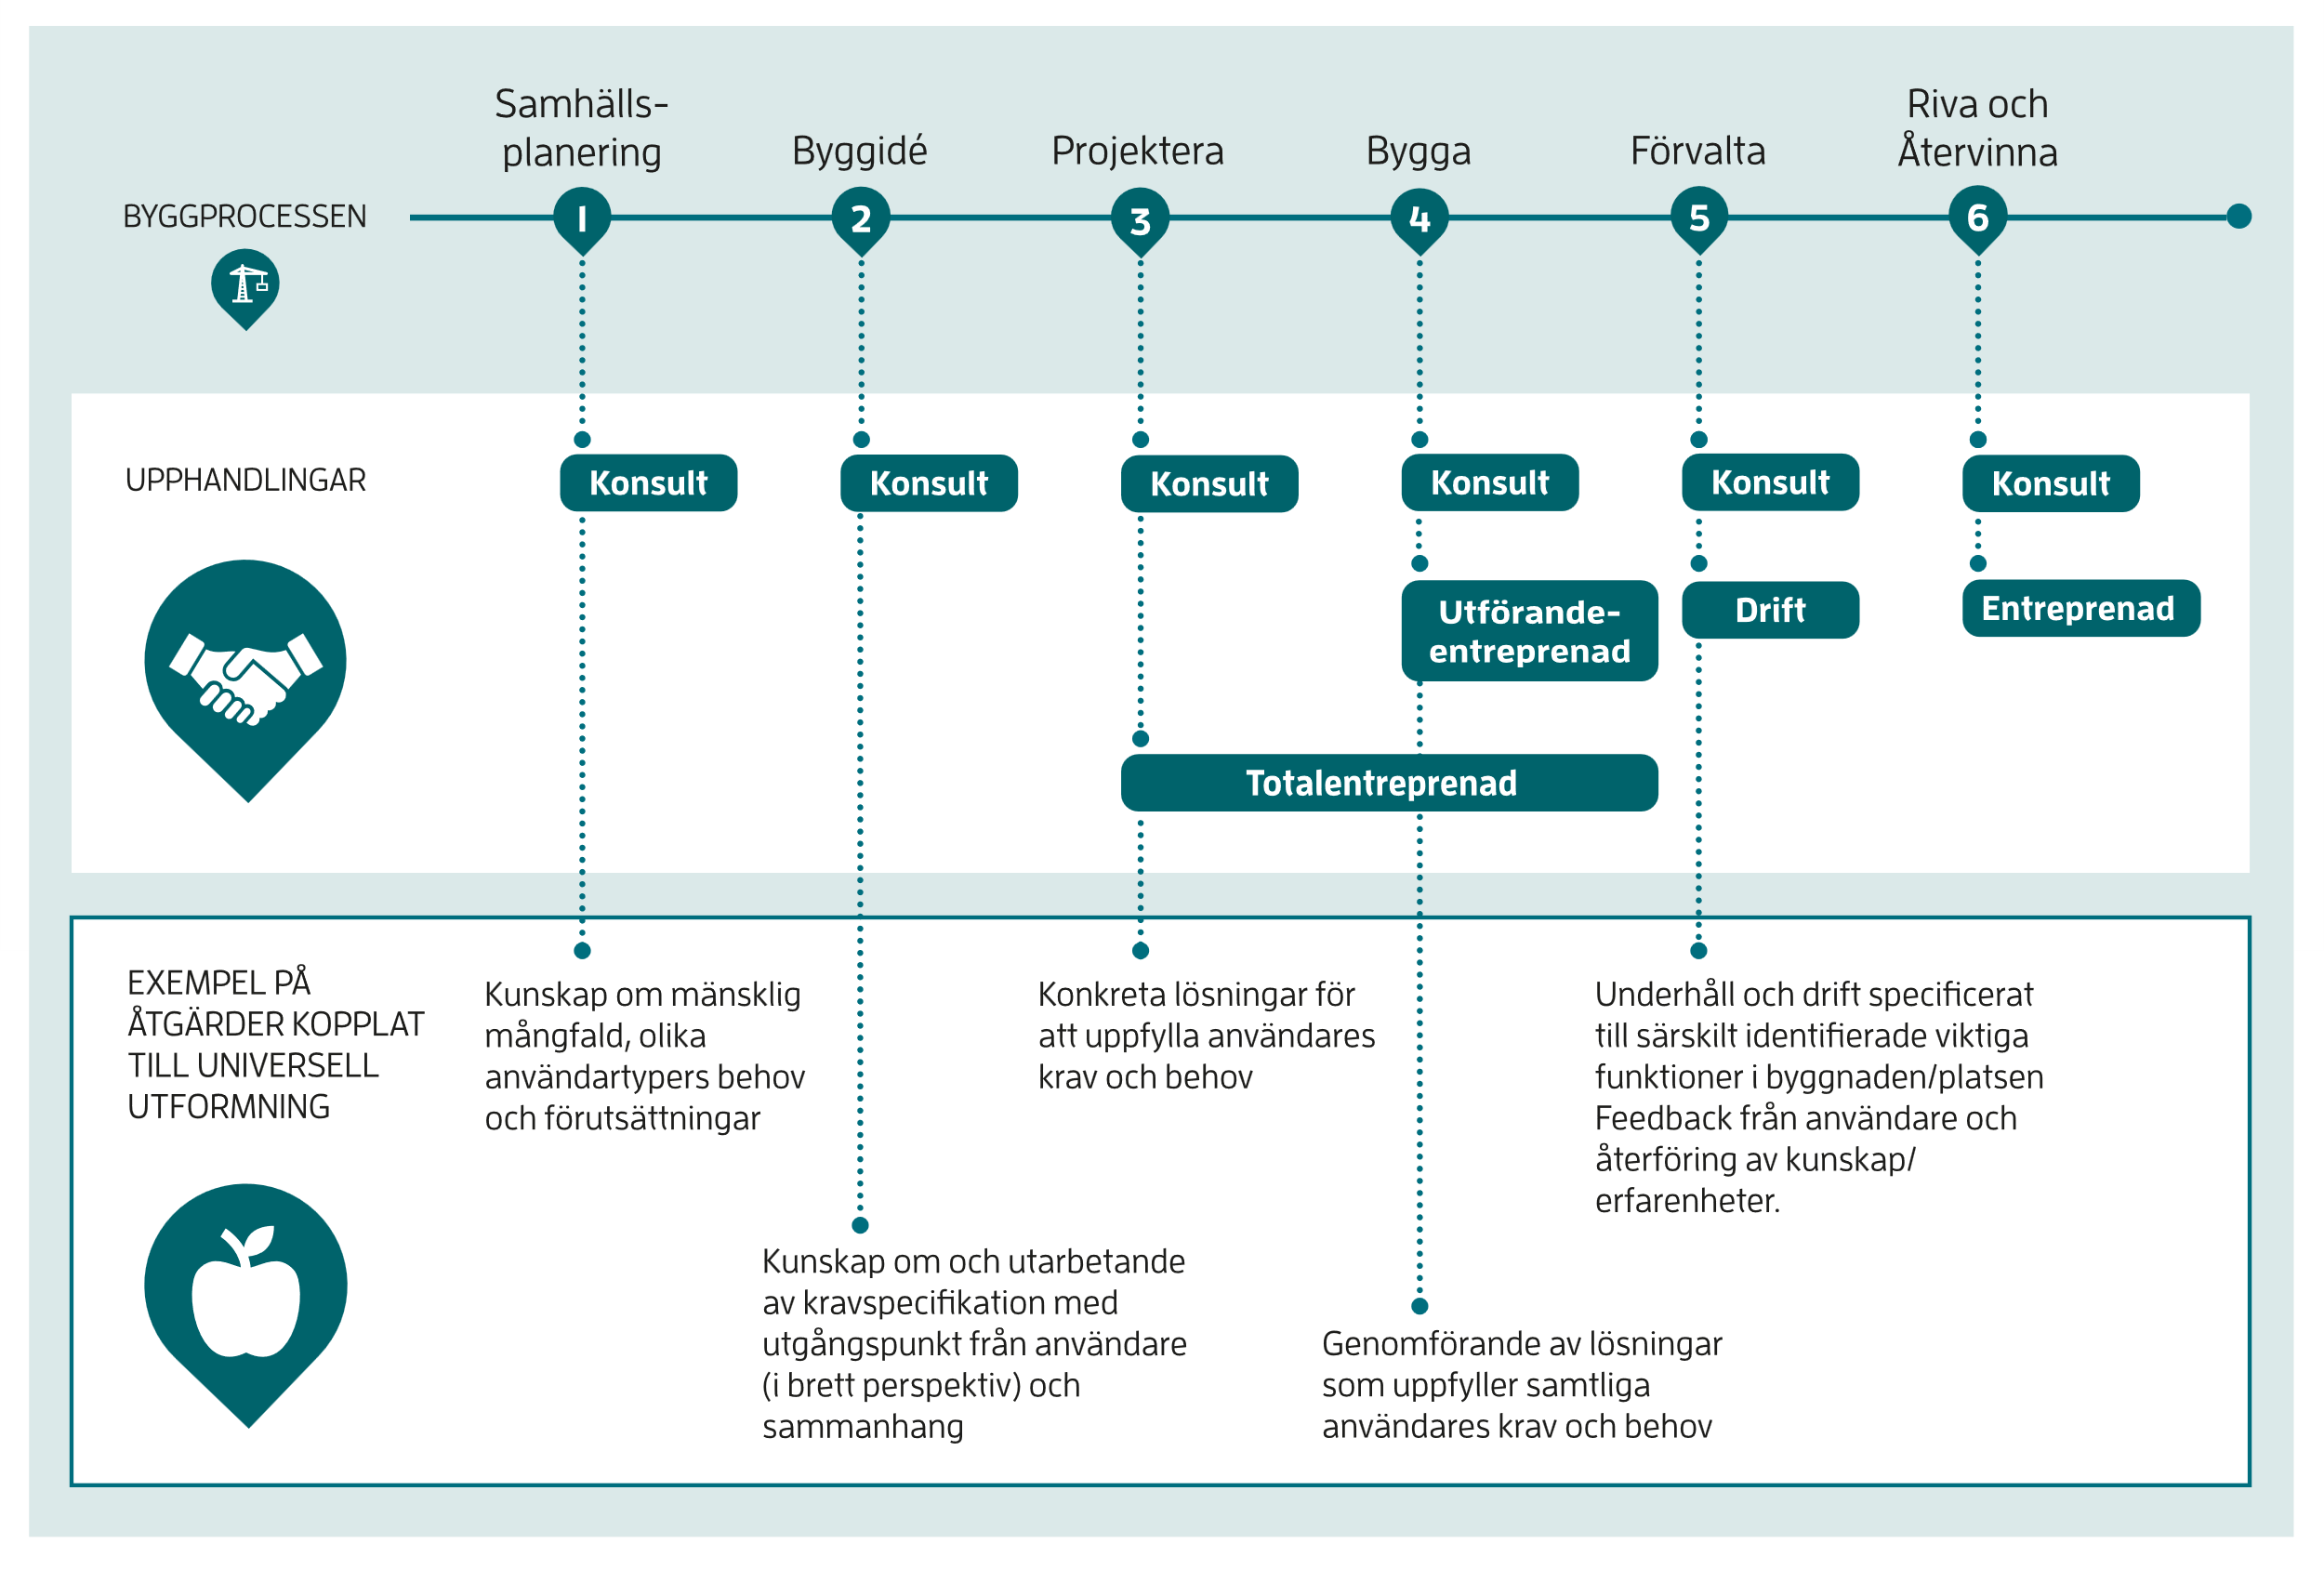 Samhälls-
planering
Byggidé
Projektera
Bygga
Förvalta
Riva och
Återvinna
BYGGPROCESSEN
1
2
3
4
5
6
UPPHANDLINGAR
Konsult
Konsult
Konsult
Konsult
Konsult
Konsult
Utförande-
entreprenad
Drift
Entreprenad
Totalentreprenad
EXEMPEL PÅ
ÅTGÄRDER KOPPLAT
TILL UNIVERSELL
UTFORMNING
Kunskap om mänsklig
mångfald, olika
användartypers behov
och förutsättningar
Kunskap om och utarbetande
av kravspecifikation med
utgångspunkt från användare
(i brett perspektiv) och
sammanhang
Konkreta lösningar för
att uppfylla användares
krav och behov
Genomförande av lösningar
som uppfyller samtliga
användares krav och behov
Underhåll och drift specificerat
till särskilt identifierade viktiga
funktioner i byggnaden/platsen
Feedback från användare och
återföring av kunskap/
erfarenheter.